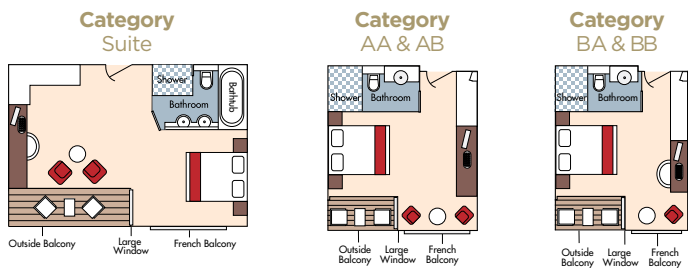 Category
Suite
Shower
Bathroom
Bathtub
Outside Balcony
Large
Window
French Balcony
Category
AA & AB
Shower
Bathroom
Outside
Balcony
Large
Window
French
Balcony
Category
BA & BB
Shower
Bathroom
Outside
Balcony
Large
Window
French
Balcony